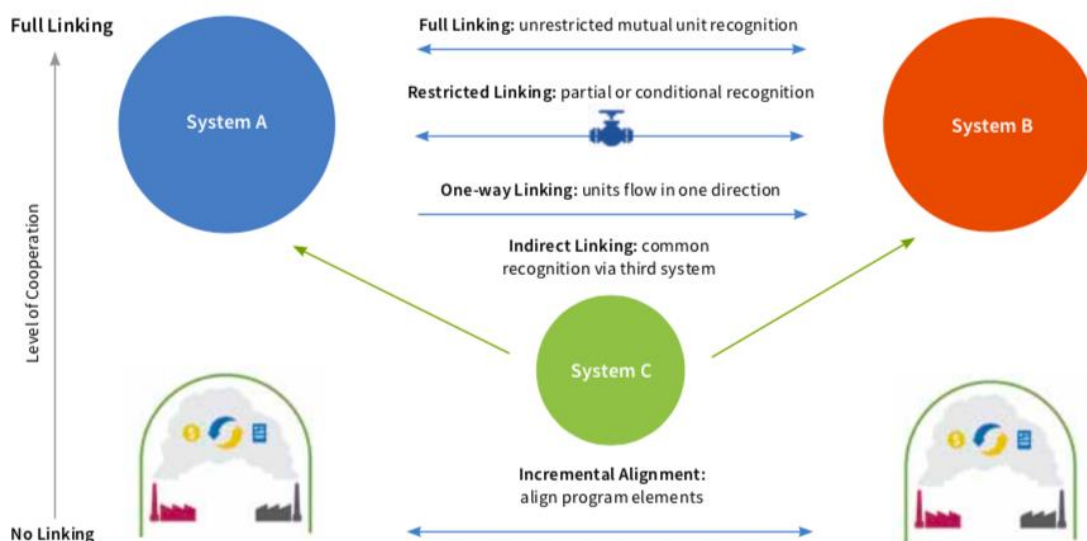 Full Linking
Full Linking: unrestricted mutual unit recognition
System A
System B
Restricted Linking: partial or conditional recognition
One-way Linking: units flow in one direction
Indirect Linking: common
recognition via third system
Level of Cooperation
System C
Incremental Alignment:
align program elements
No Linking